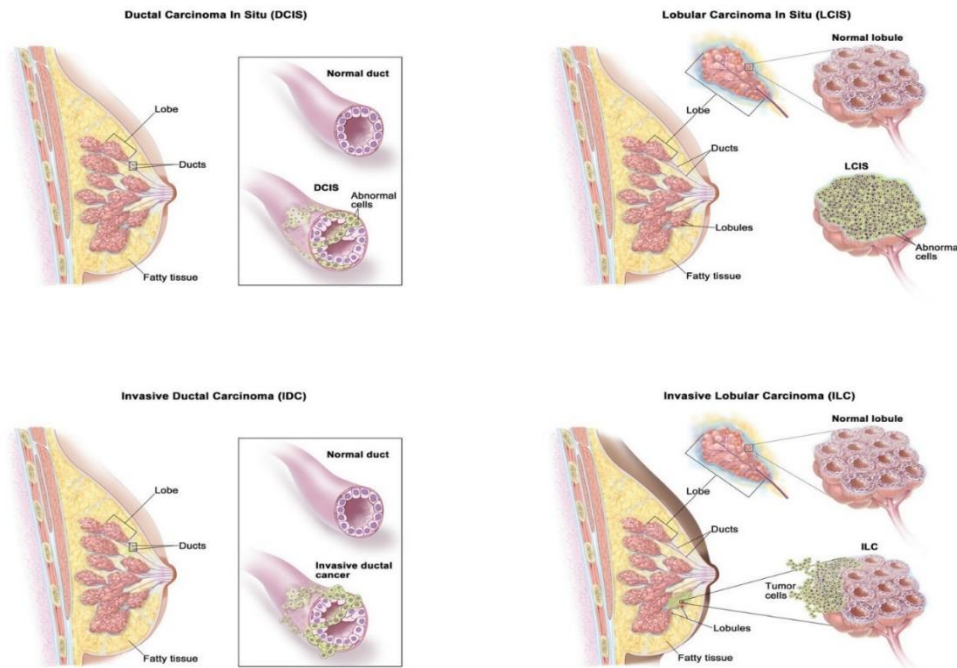 Ductal Carcinoma In Situ (DCIS)
Normal duct
Lobe
Ducts
DCIS
Abnormal
cells
Fatty tissue
Lobular Carcinoma In Situ (LCIS)
Normal lobule
Lobe
Ducts
LCIS
Lobules
Abnormal
cells
Fatty tissue
Invasive Ductal Carcinoma (IDC)
Normal duct
Lobe
Ducts
Invasive ductal
cancer
Fatty tissue
Invasive Lobular Carcinoma (ILC)
Normal lobule
Lobe
Ducts
ILC
Tumor
cells
Lobules
Fatty tissue